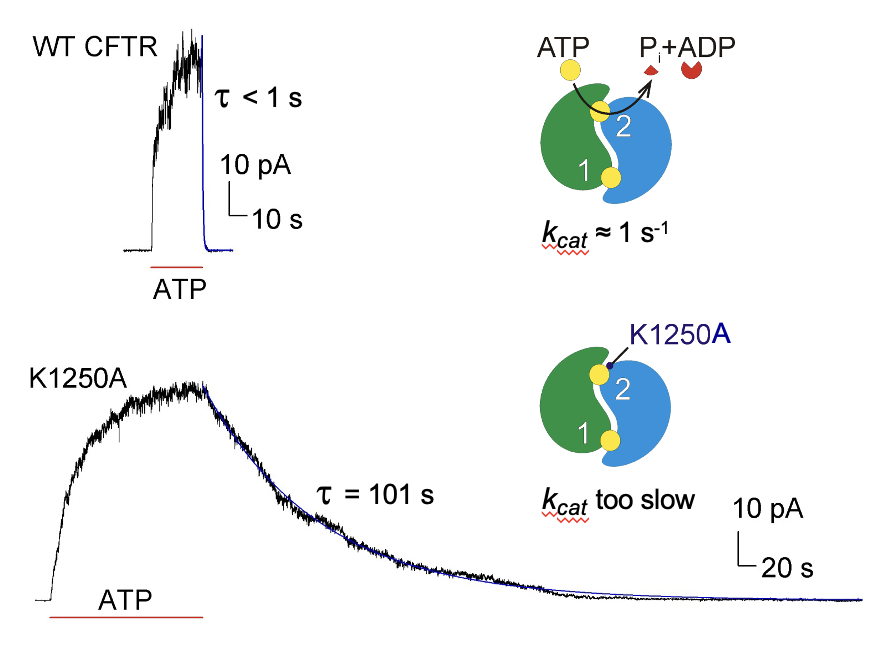 WT CFTR
τ < 1 s
10 pA
10 s
ATP
ATP
Pi+ADP
2
1
kcat ≈ 1 s-1
K1250A
τ = 101 s
ATP
K1250A
2
1
kcat too slow
10 pA
20 s